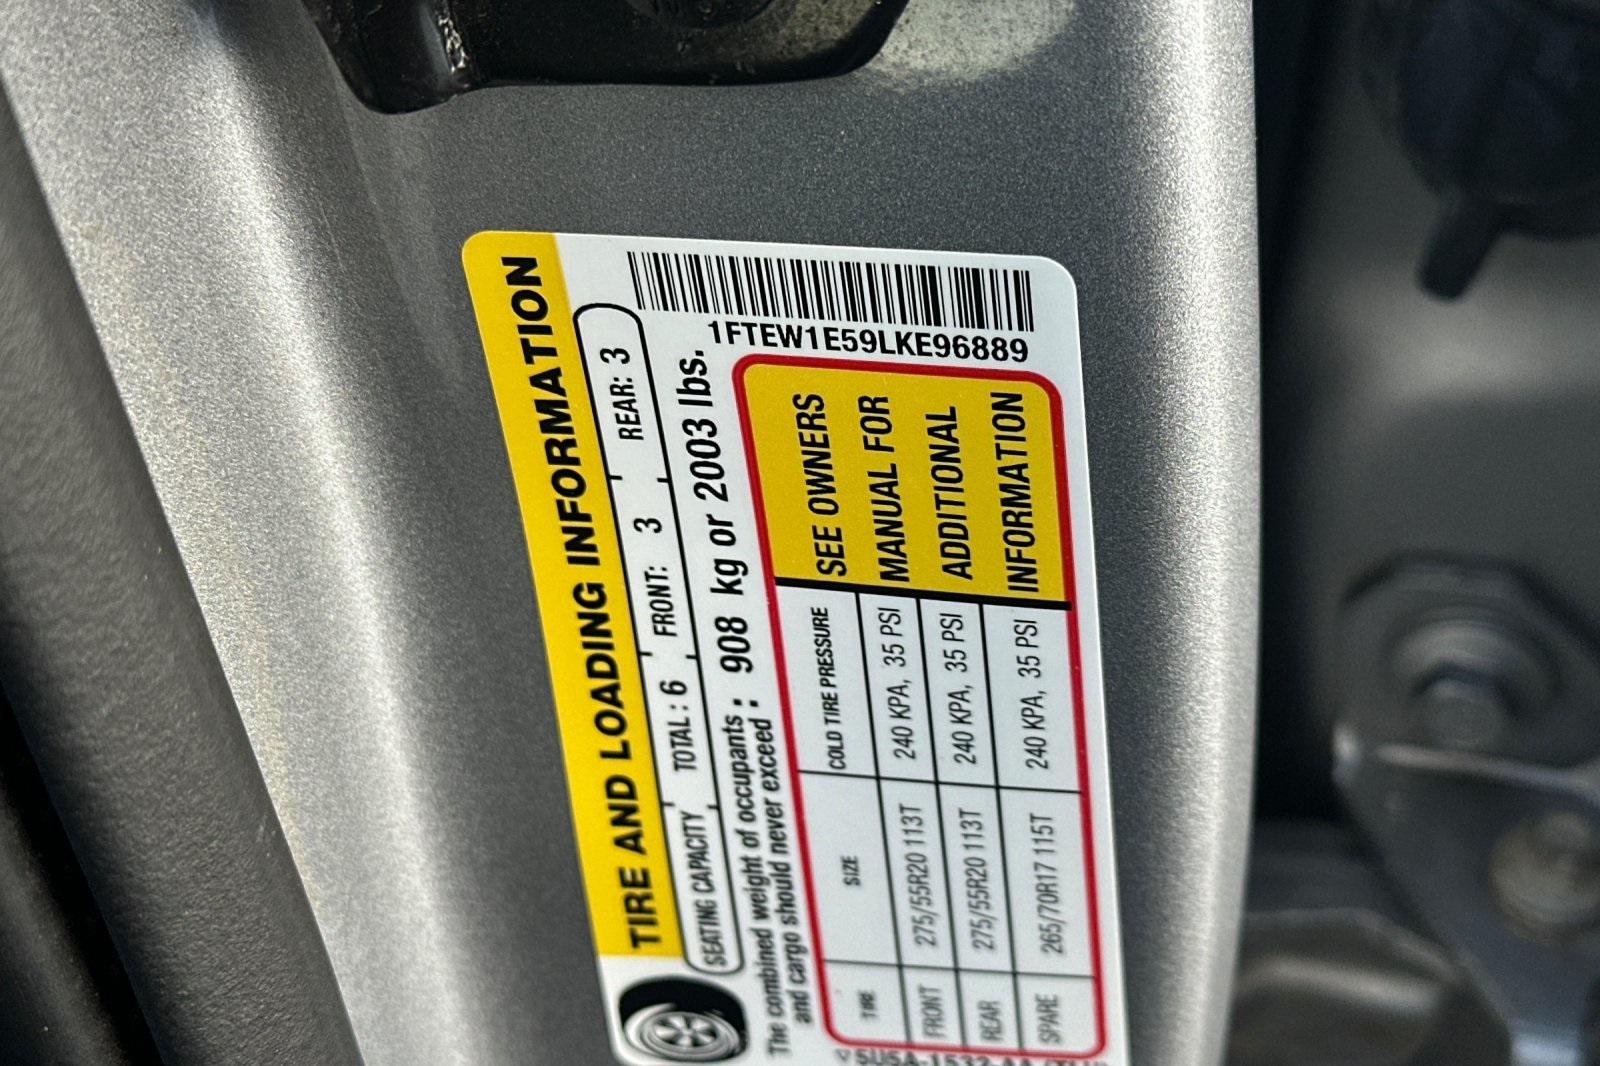 TIRE AND LOADING INFORMATION
SEATING CAPACITY TOTAL: 6 FRONT: 3 REAR: 3
The combined weight of occupants and cargo should never exceed : 908 kg or 2003 lbs.
1FTEW1E59LKE96889
TIRE SIZE COLD TIRE PRESSURE
FRONT 275/55R20 113T 240 KPA, 35 PSI
REAR 275/55R20 113T 240 KPA, 35 PSI
SPARE 265/70R17 115T 240 KPA, 35 PSI
SEE OWNERS
MANUAL FOR
ADDITIONAL
INFORMATION